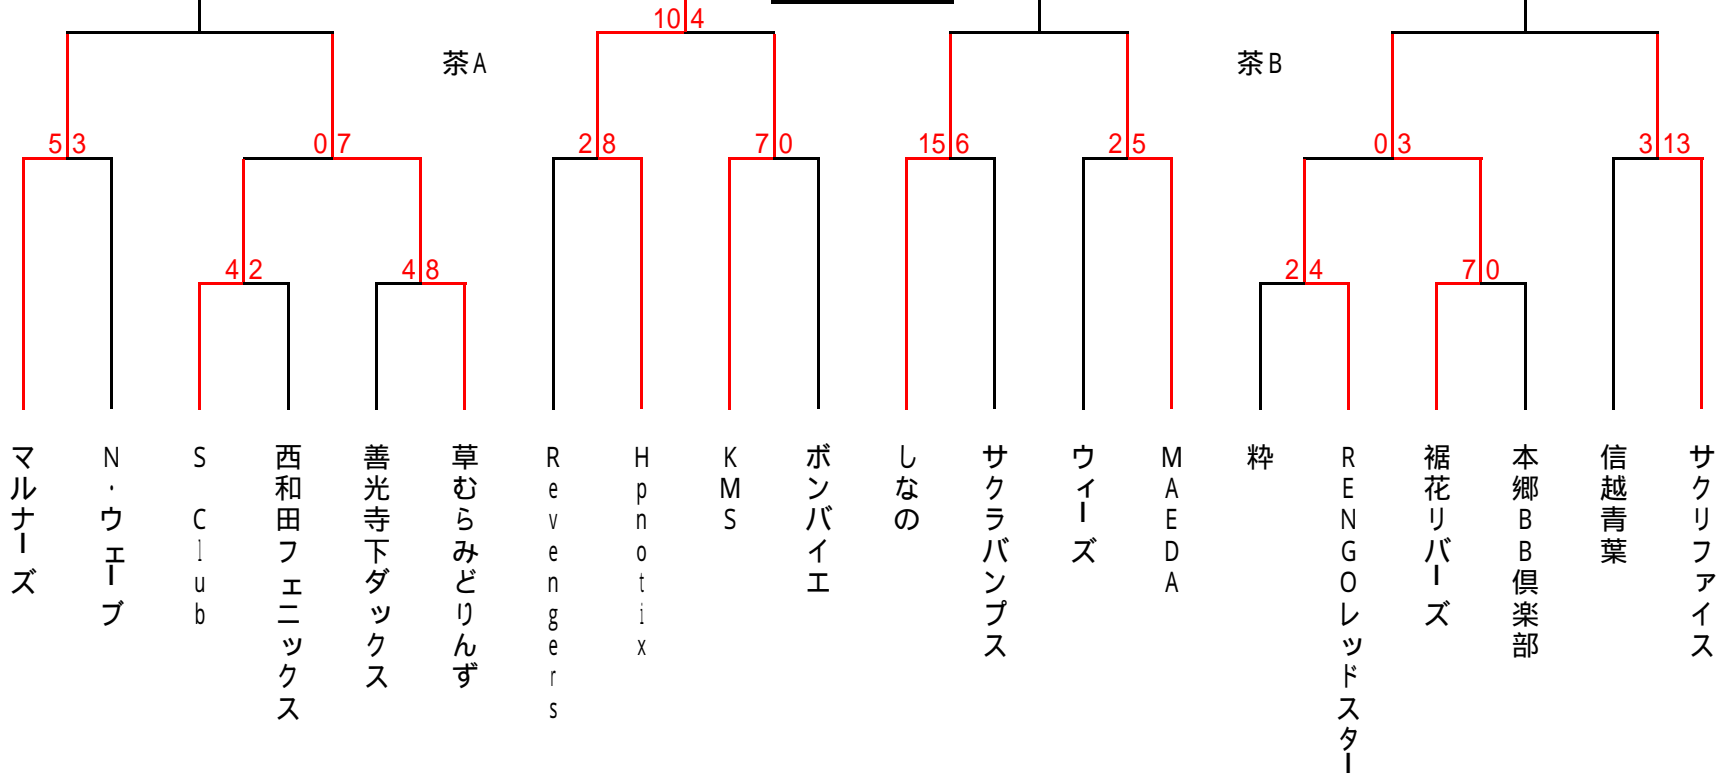 10 4
茶A
茶B
5 3
0 7
2 8
7 0
15 6
2 5
0 3
3 13
4 2
4 8
2 4
7 0
マルナーズ
N・ウェーブ
S Club
西和田フェニックス
善光寺下ダックス
草むらみどりんず
Revengers
Hpnotix
KMS
ボンバイエ
しなの
サクラバンプス
ウィーズ
MAEDA
粋
RENGOレッドスター
裾花リバーズ
本郷BB倶楽部
信越青葉
サクリファイス